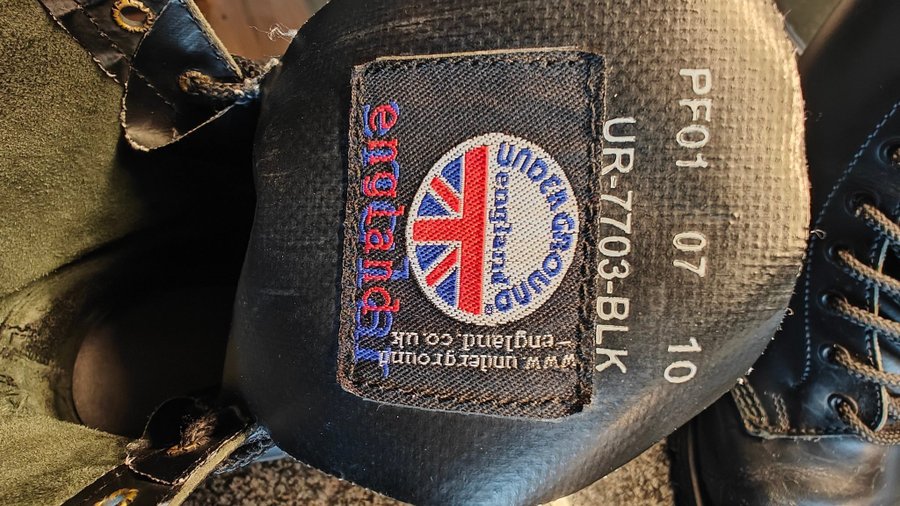 PF01 07 10
UR-7703-BLK
UNDERGROUND®
england
england
www.underground
-england.co.uk